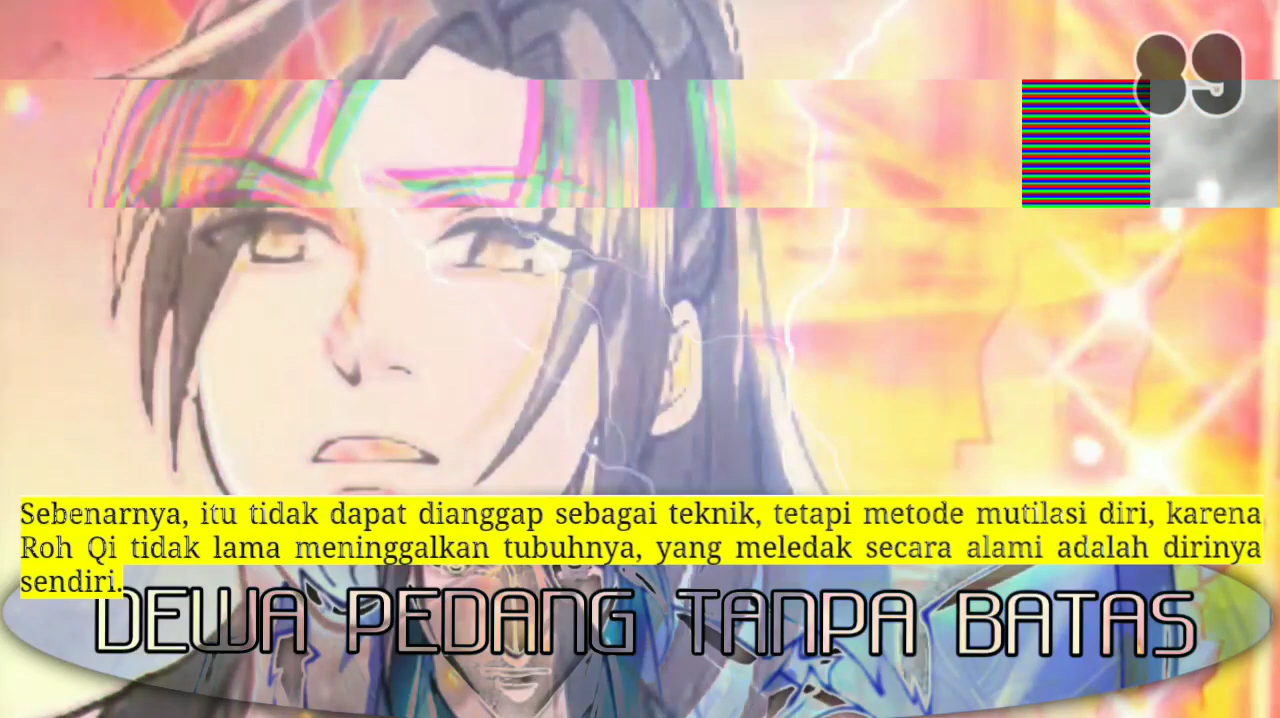 89
Sebenarnya, itu tidak dapat dianggap sebagai teknik, tetapi metode mutilasi diri, karena
Roh Qi tidak lama meninggalkan tubuhnya, yang meledak secara alami adalah dirinya
sendiri.
DEWA PEDANG TANPA BATAS